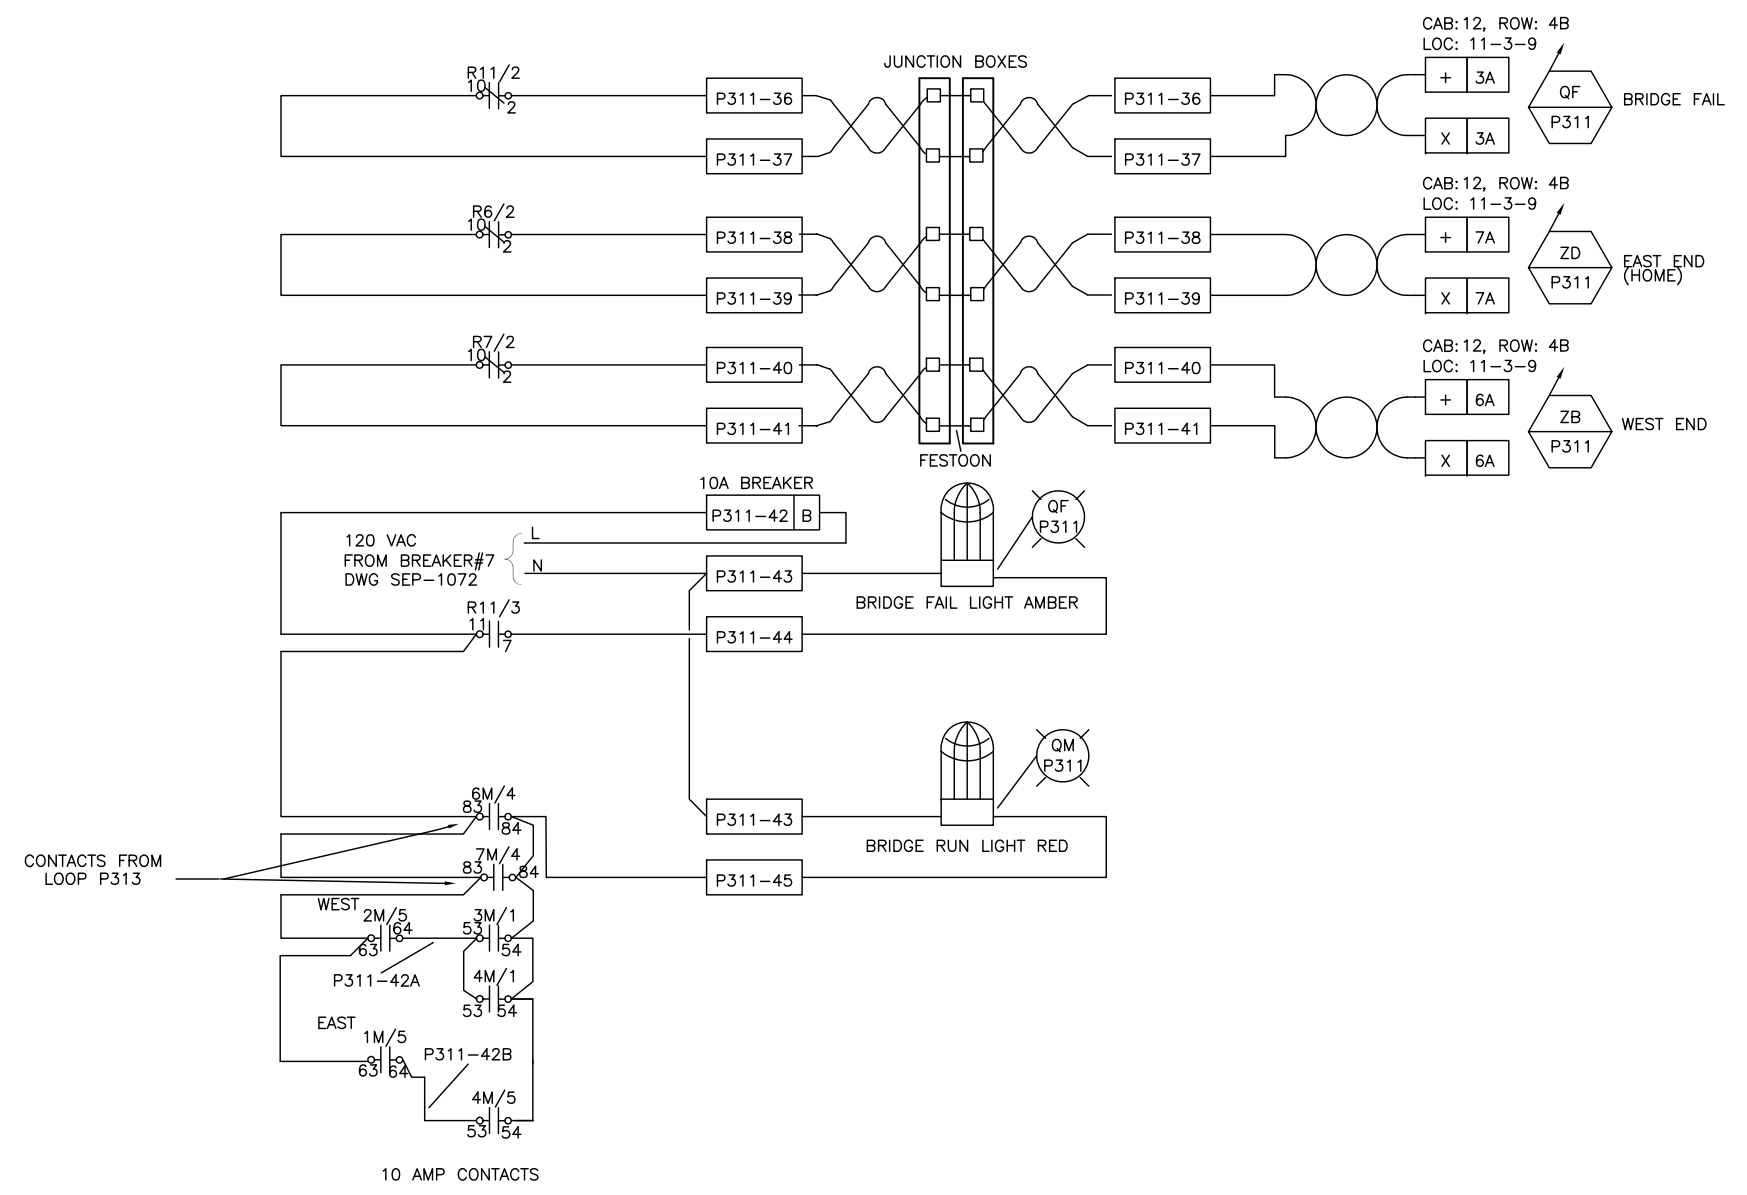 CAB:12, ROW: 4B
LOC: 11-3-9
JUNCTION BOXES
R11/2
10
2
P311-36
P311-36
+ 3A
QF
P311
BRIDGE FAIL
P311-37
P311-37
X 3A
CAB:12, ROW: 4B
LOC: 11-3-9
R6/2
10
2
P311-38
P311-38
+ 7A
ZD
P311
EAST END
(HOME)
P311-39
P311-39
X 7A
CAB:12, ROW: 4B
LOC: 11-3-9
R7/2
10
2
P311-40
P311-40
+ 6A
ZB
P311
WEST END
P311-41
P311-41
X 6A
FESTOON
10A BREAKER
P311-42 B
QF
P311
120 VAC
FROM BREAKER#7
DWG SEP-1072
L
N
P311-43
BRIDGE FAIL LIGHT AMBER
R11/3
11
7
P311-44
QM
P311
6M/4
83
84
P311-43
BRIDGE RUN LIGHT RED
CONTACTS FROM
LOOP P313
7M/4
83
84
P311-45
WEST
2M/5
63
64
3M/1
53
54
P311-42A
4M/1
53
54
EAST
1M/5
63
64
P311-42B
4M/5
53
54
10 AMP CONTACTS